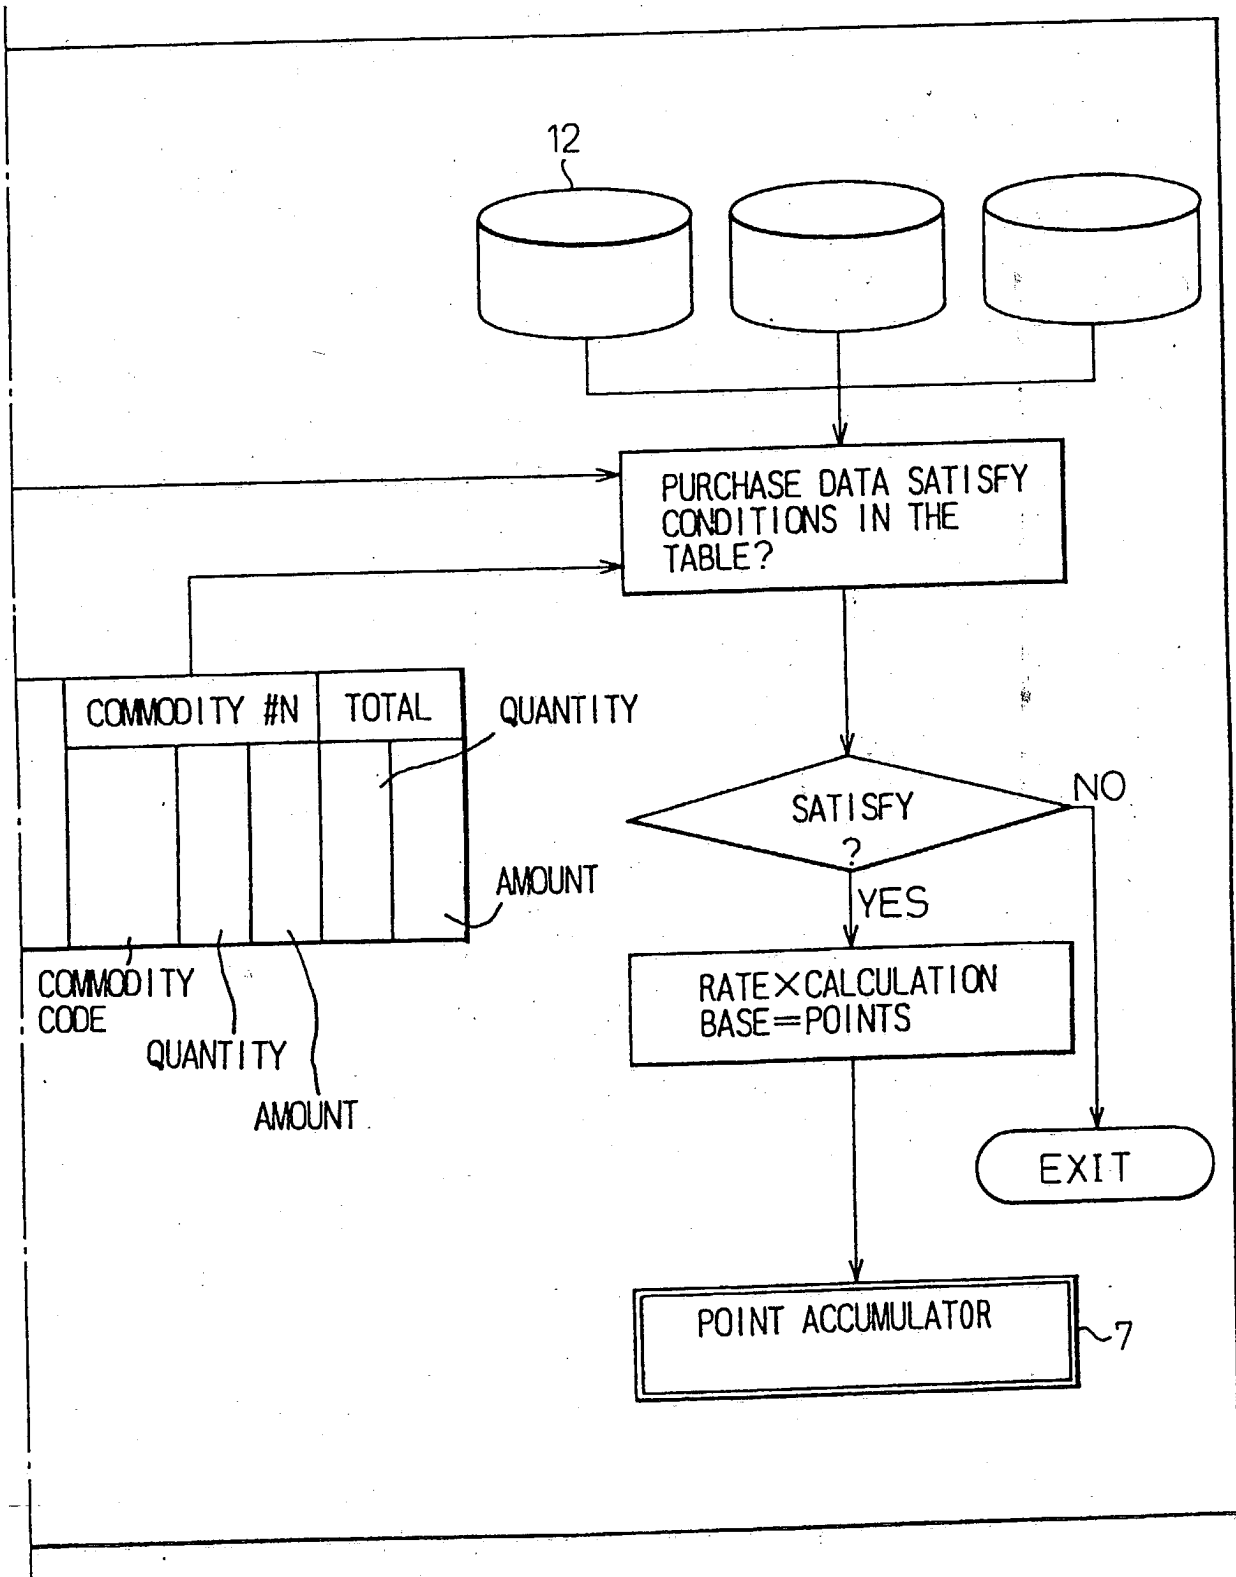 12
PURCHASE DATA SATISFY
CONDITIONS IN THE
TABLE?
COMMODITY #N
TOTAL
QUANTITY
SATISFY
?
NO
YES
AMOUNT
COMMODITY
CODE
QUANTITY
AMOUNT
RATE×CALCULATION
BASE=POINTS
EXIT
POINT ACCUMULATOR
7